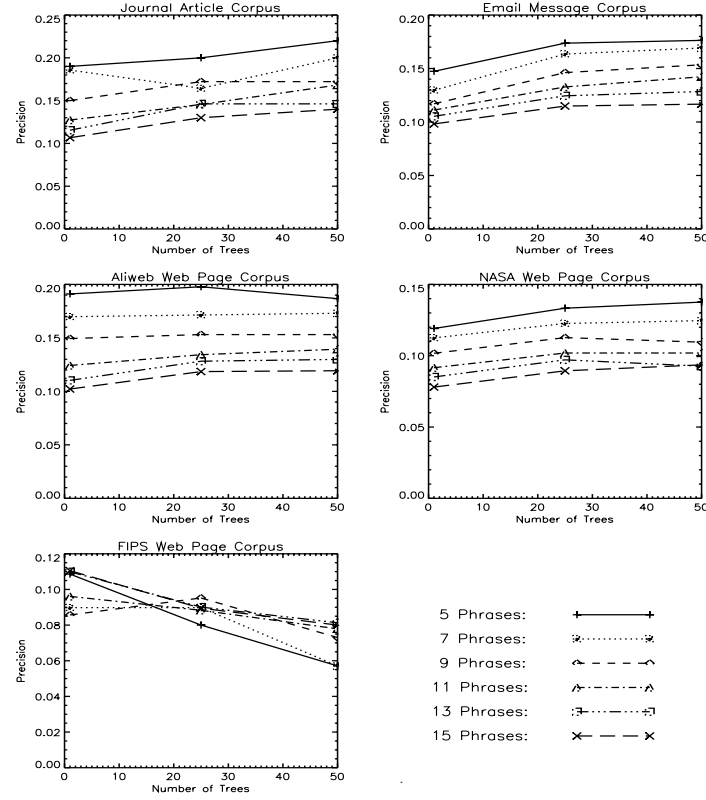 Journal Article Corpus
0.25
0.20
0.15
0.10
0.05
0.00
Precision
0 10 20 30 40 50
Number of Trees
Email Message Corpus
0.20
0.15
0.10
0.05
0.00
Precision
0 10 20 30 40 50
Number of Trees
Aliweb Web Page Corpus
0.20
0.15
0.10
0.05
0.00
Precision
0 10 20 30 40 50
Number of Trees
NASA Web Page Corpus
0.15
0.10
0.05
0.00
Precision
0 10 20 30 40 50
Number of Trees
FIPS Web Page Corpus
0.12
0.10
0.08
0.06
0.04
0.02
0.00
Precision
0 10 20 30 40 50
Number of Trees
5 Phrases:
7 Phrases:
9 Phrases:
11 Phrases:
13 Phrases:
15 Phrases: